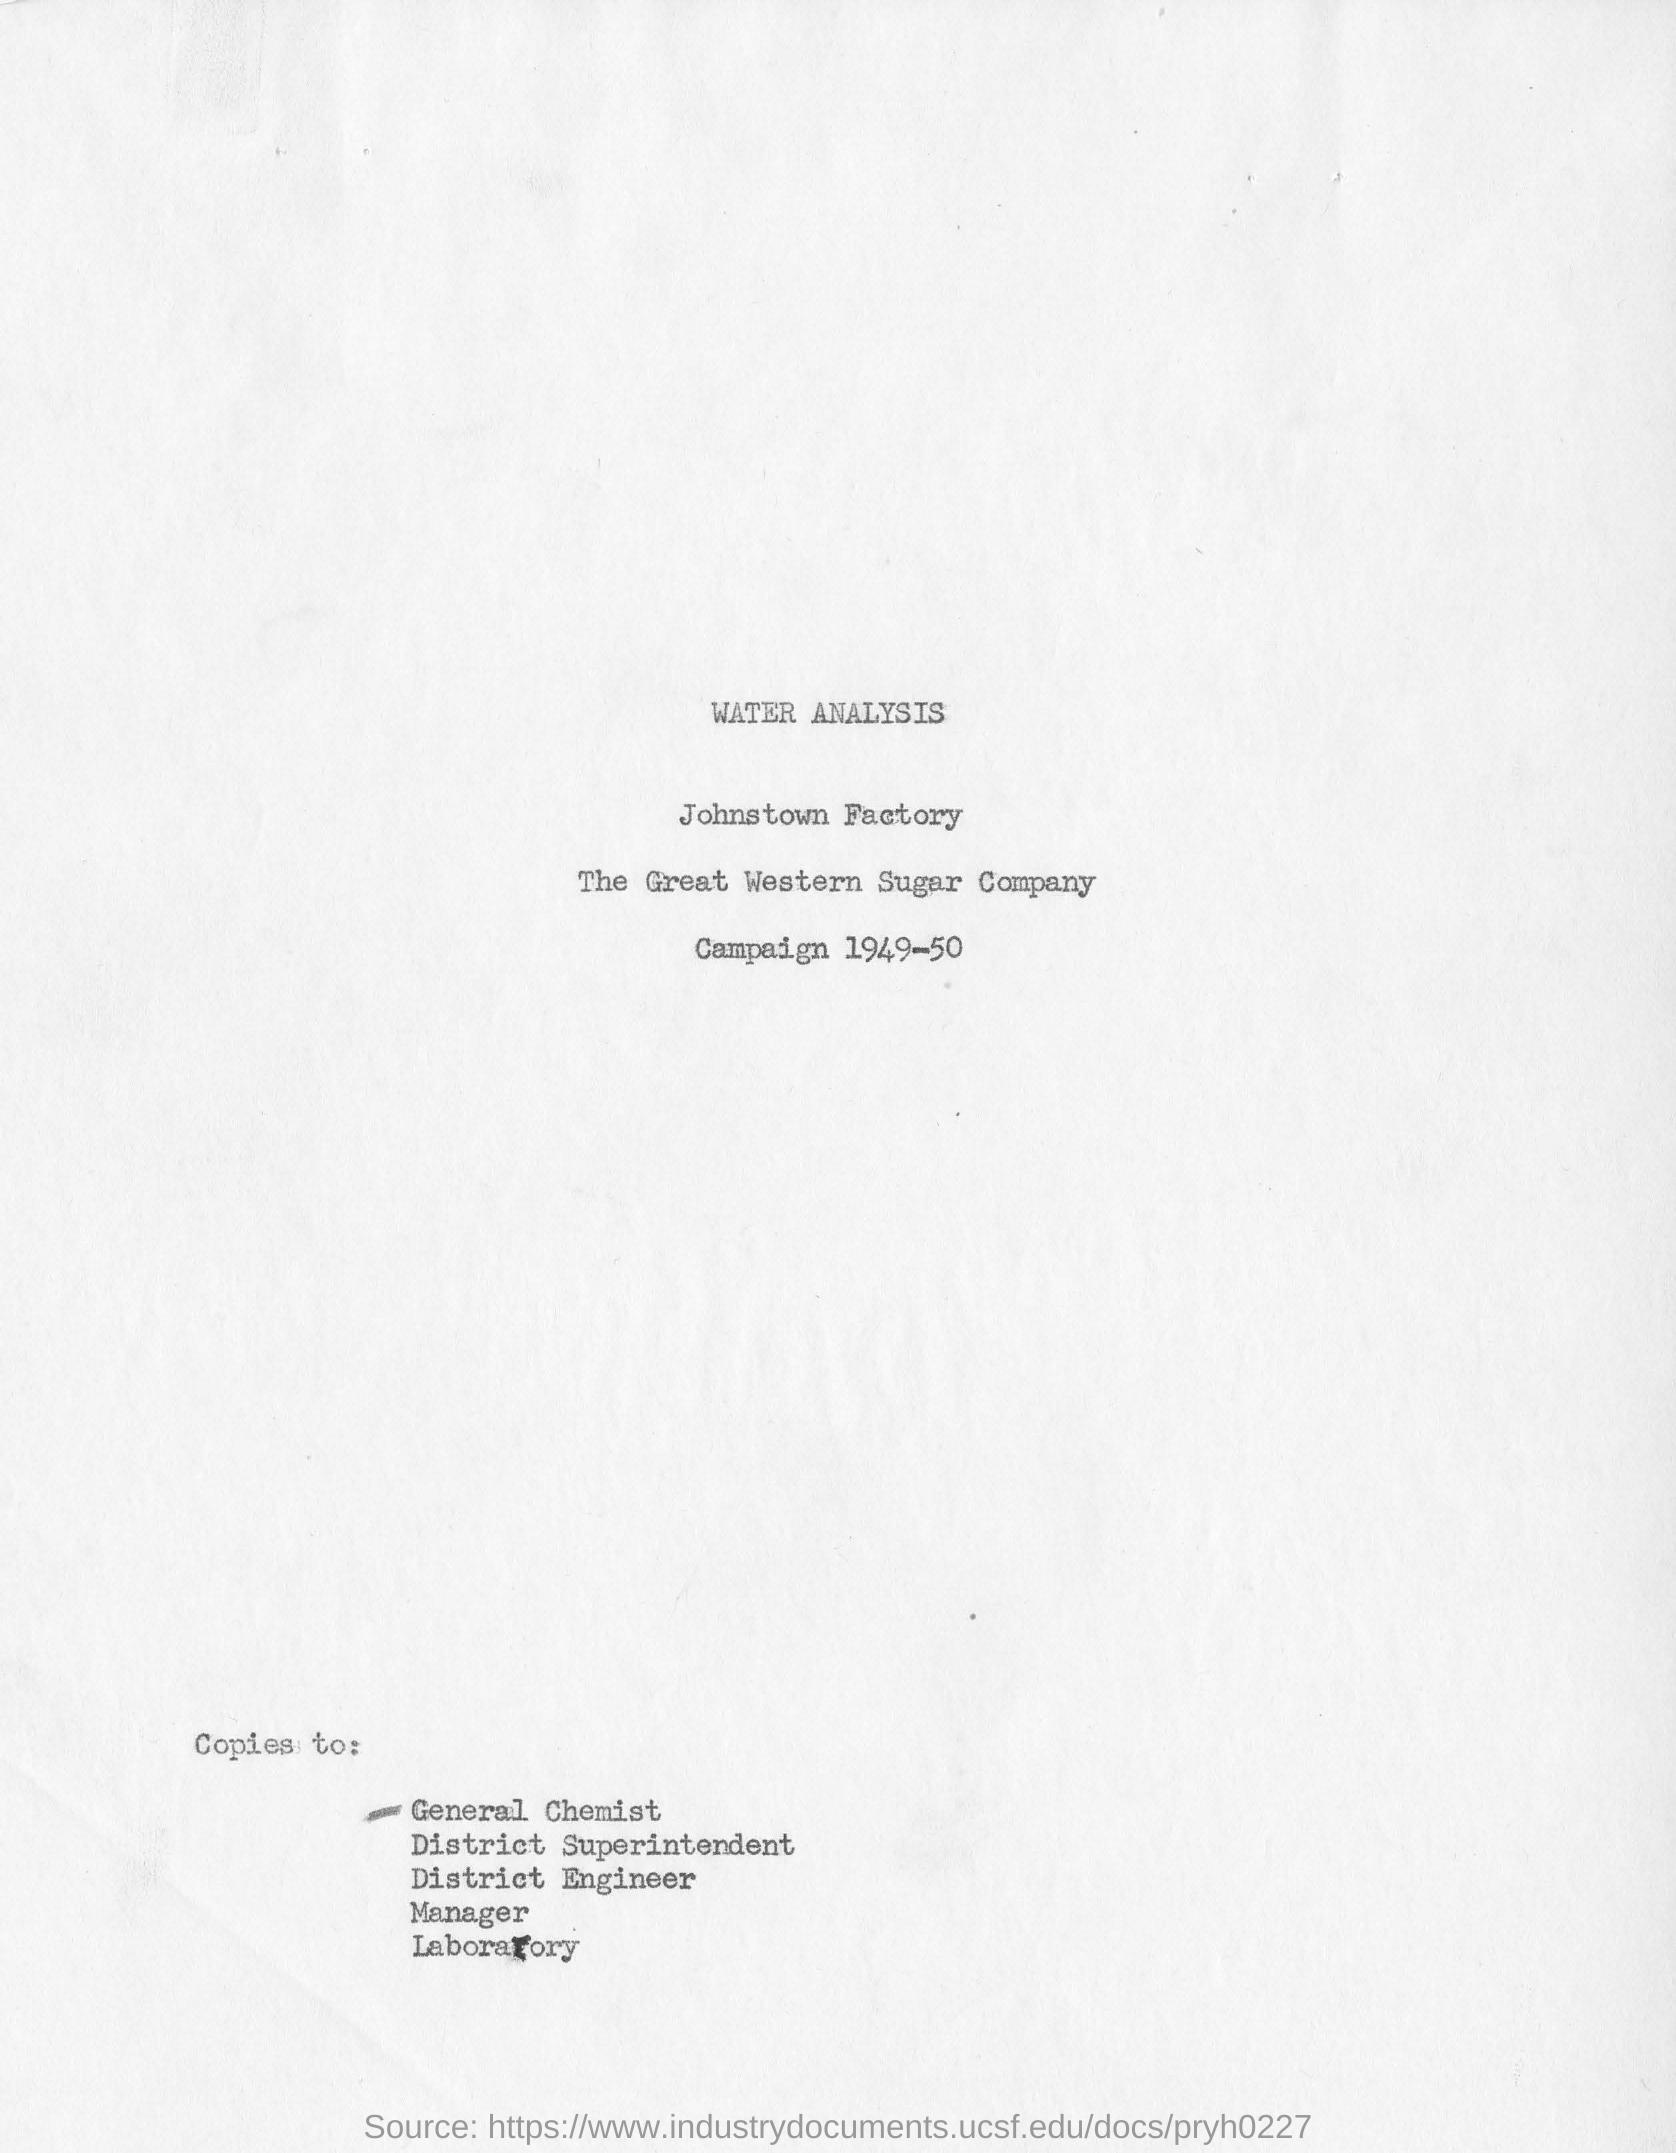 WATER ANALYSIS
Johnstown Factory
The Great Western Sugar Company
Campaign 1949-50
Copies to:
General Chemist
District Superintendent
District Engineer
Manager
Laboratory
Source: https://www.industrydocuments.ucsf.edu/docs/pryh0227